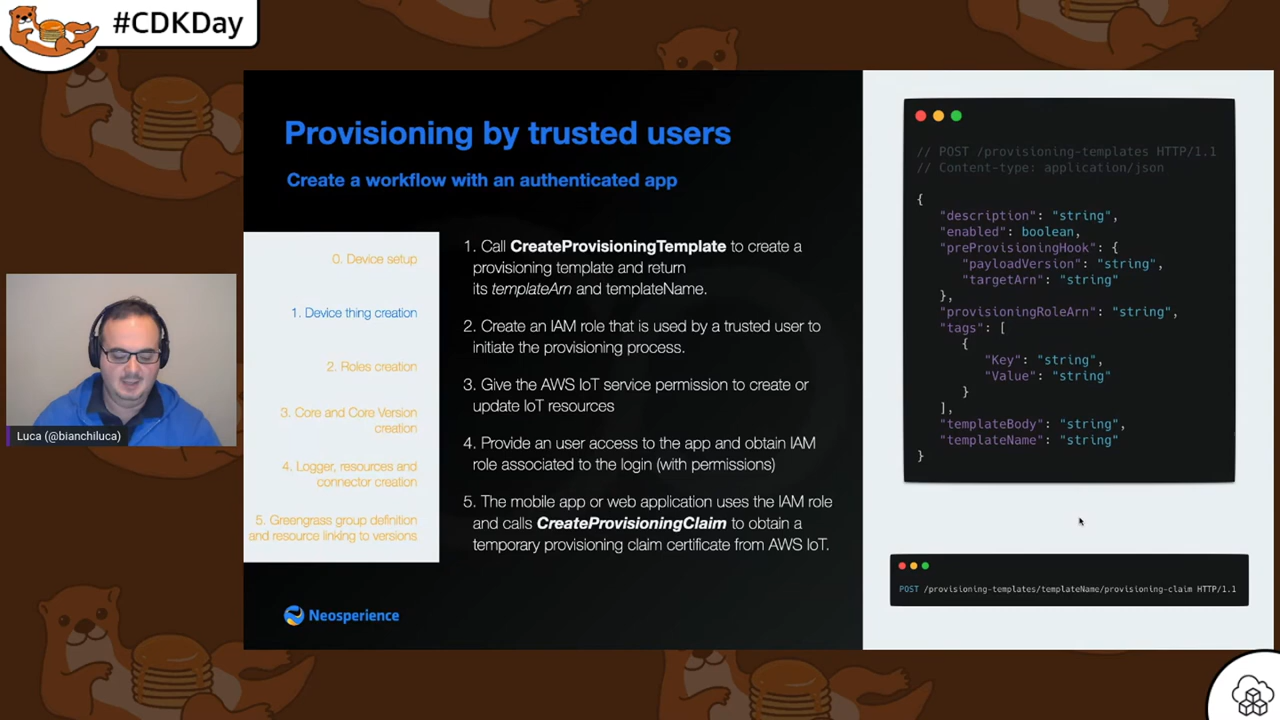 #CDKDay
Provisioning by trusted users
Create a workflow with an authenticated app
0. Device setup
1. Device thing creation
2. Roles creation
3. Core and Core Version
creation
4. Logger, resources and
connector creation
5. Greengrass group definition
and resource linking to versions
1. Call CreateProvisioningTemplate to create a
provisioning template and return
its templateArn and templateName.
2. Create an IAM role that is used by a trusted user to
initiate the provisioning process.
3. Give the AWS IoT service permission to create or
update IoT resources
4. Provide an user access to the app and obtain IAM
role associated to the login (with permissions)
5. The mobile app or web application uses the IAM role
and calls CreateProvisioningClaim to obtain a
temporary provisioning claim certificate from AWS IoT.
Neosperience
// POST /provisioning-templates HTTP/1.1
// Content-type: application/json
{
"description": "string",
"enabled": boolean,
"preProvisioningHook": {
"payloadVersion": "string",
"targetArn": "string"
},
"provisioningRoleArn": "string",
"tags": [
{
"Key": "string",
"Value": "string"
}
],
"templateBody": "string",
"templateName": "string"
}
POST /provisioning-templates/templateName/provisioning-claim HTTP/1.1
Luca (@bianchiluca)